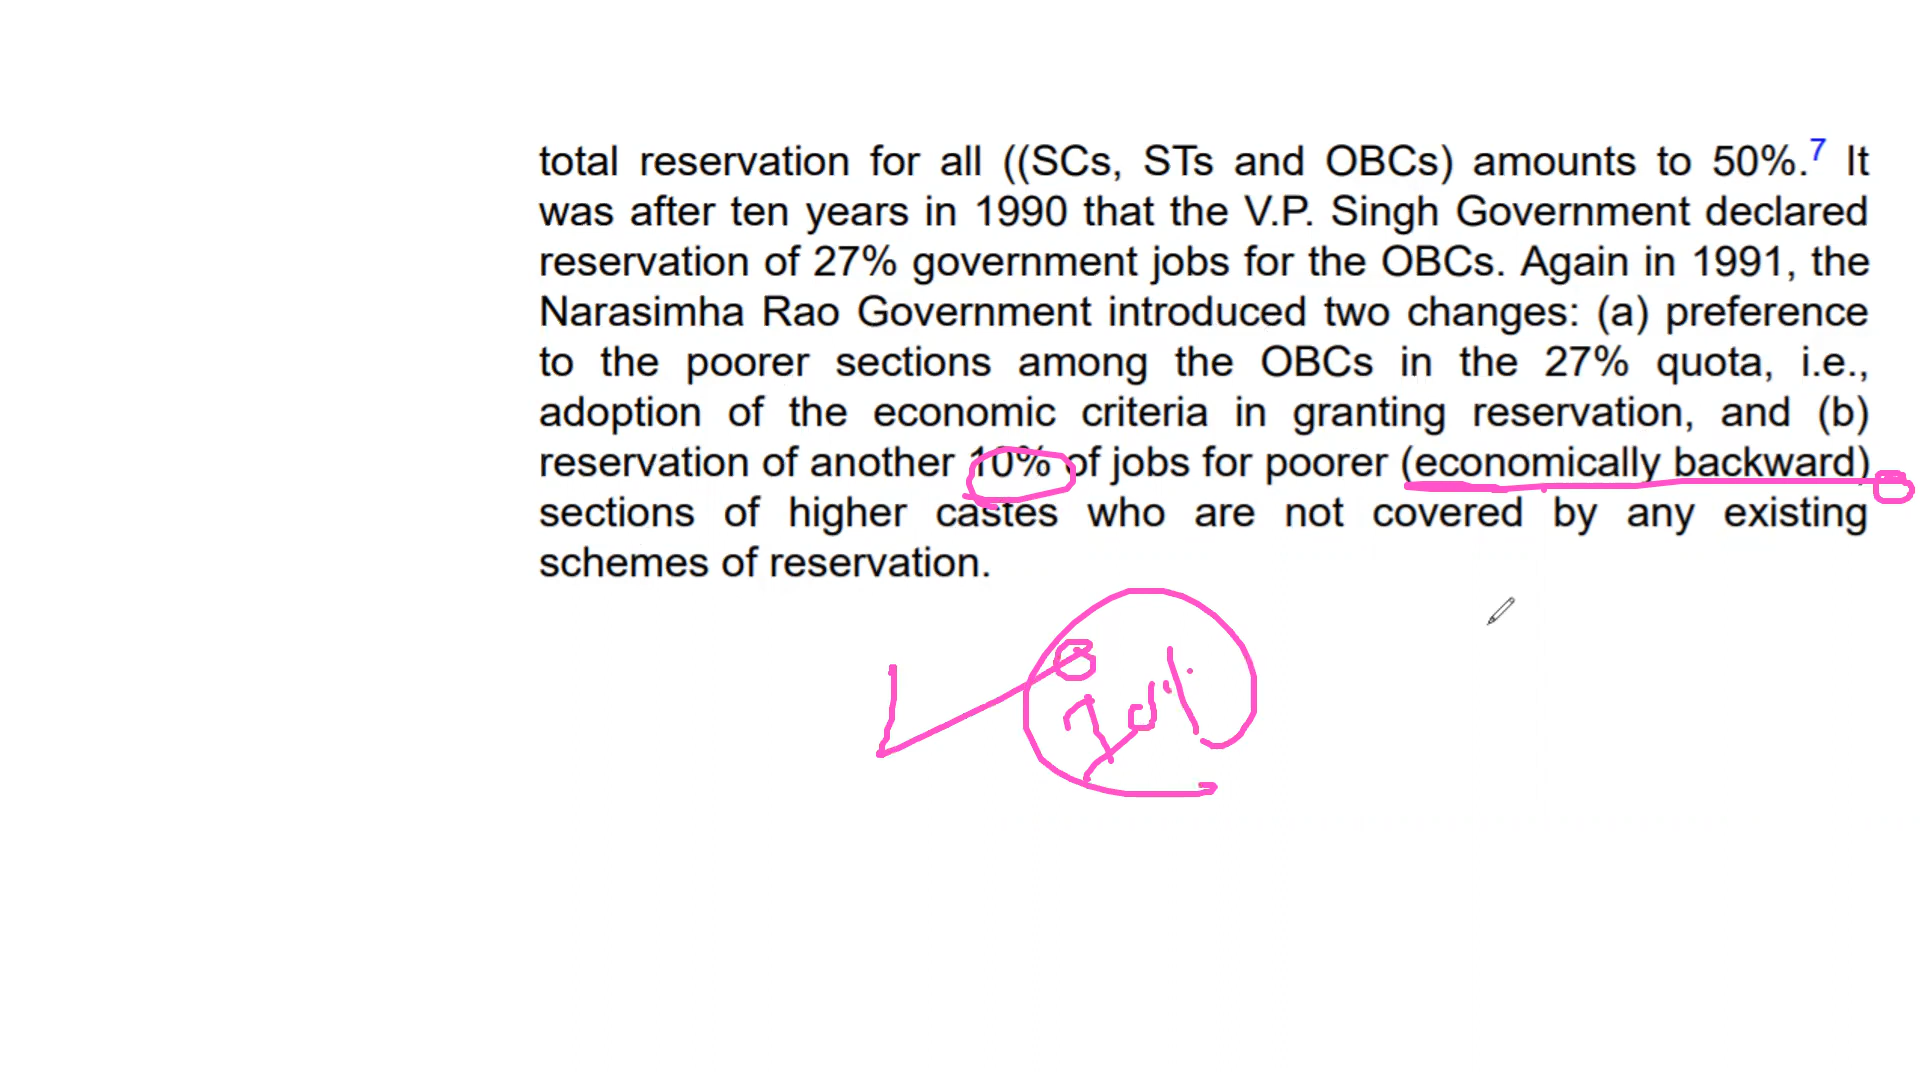 total reservation for all ((SCs, STs and OBCs) amounts to 50%.7 It
was after ten years in 1990 that the V.P. Singh Government declared
reservation of 27% government jobs for the OBCs. Again in 1991, the
Narasimha Rao Government introduced two changes: (a) preference
to the poorer sections among the OBCs in the 27% quota, i.e.,
adoption of the economic criteria in granting reservation, and (b)
reservation of another 10% of jobs for poorer (economically backward)
sections of higher castes who are not covered by any existing
schemes of reservation.